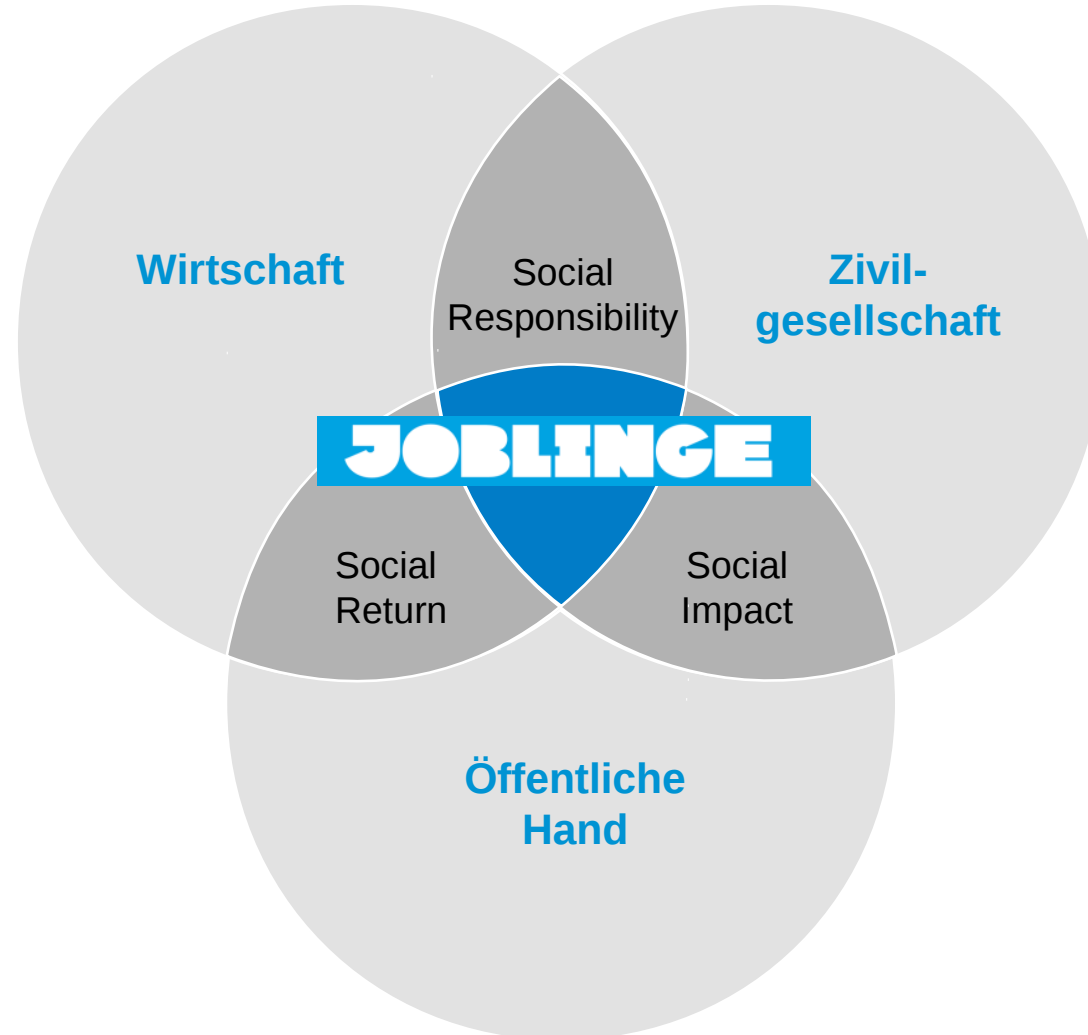 Wirtschaft
Social
Responsibility
Zivil-
gesellschaft
JOBLINGE
Social
Return
Social
Impact
Öffentliche
Hand